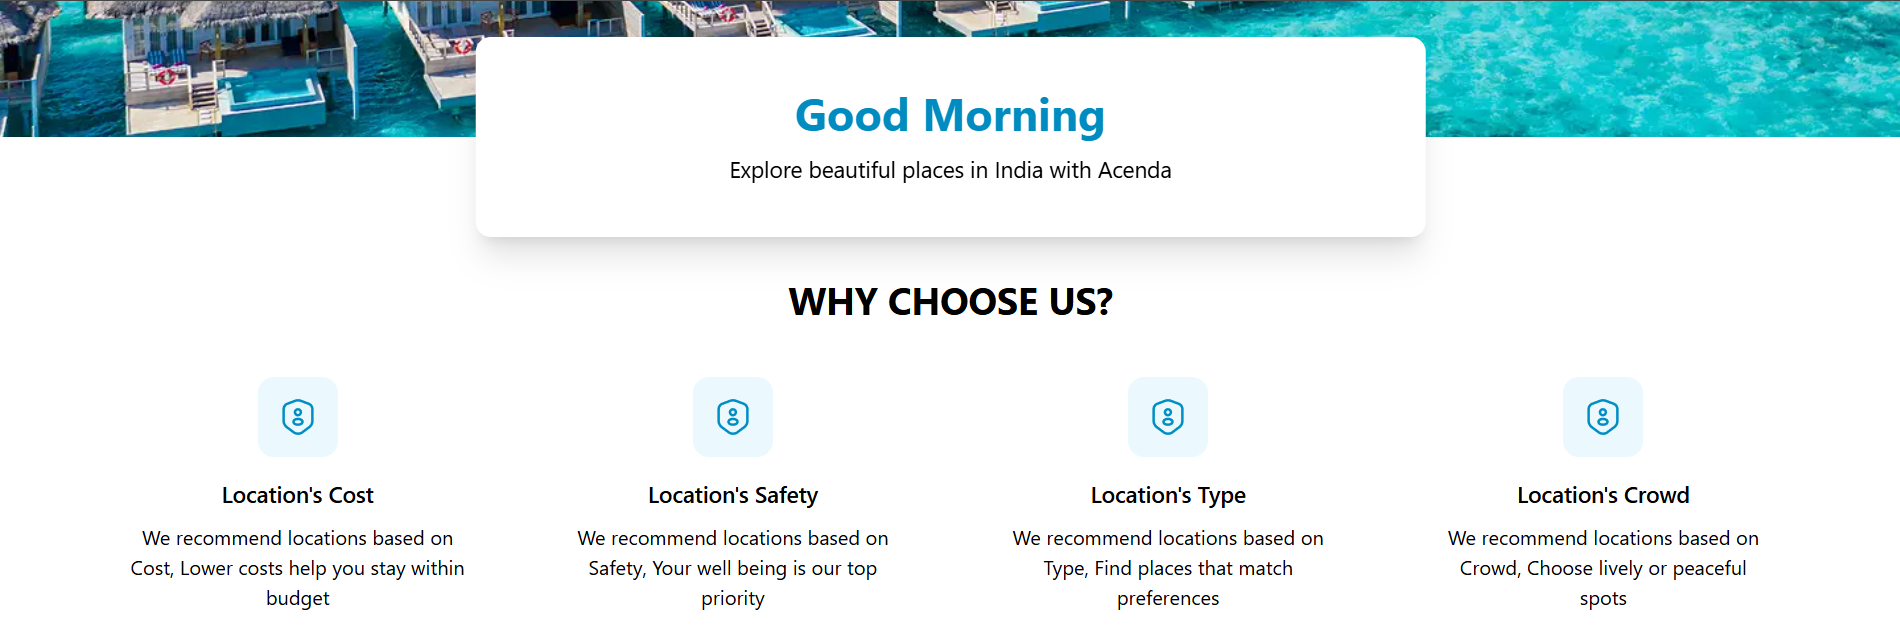 Good Morning
Explore beautiful places in India with Acenda
WHY CHOOSE US?
Location's Cost
We recommend locations based on
Cost, Lower costs help you stay within
budget
Location's Safety
We recommend locations based on
Safety, Your well being is our top
priority
Location's Type
We recommend locations based on
Type, Find places that match
preferences
Location's Crowd
We recommend locations based on
Crowd, Choose lively or peaceful
spots